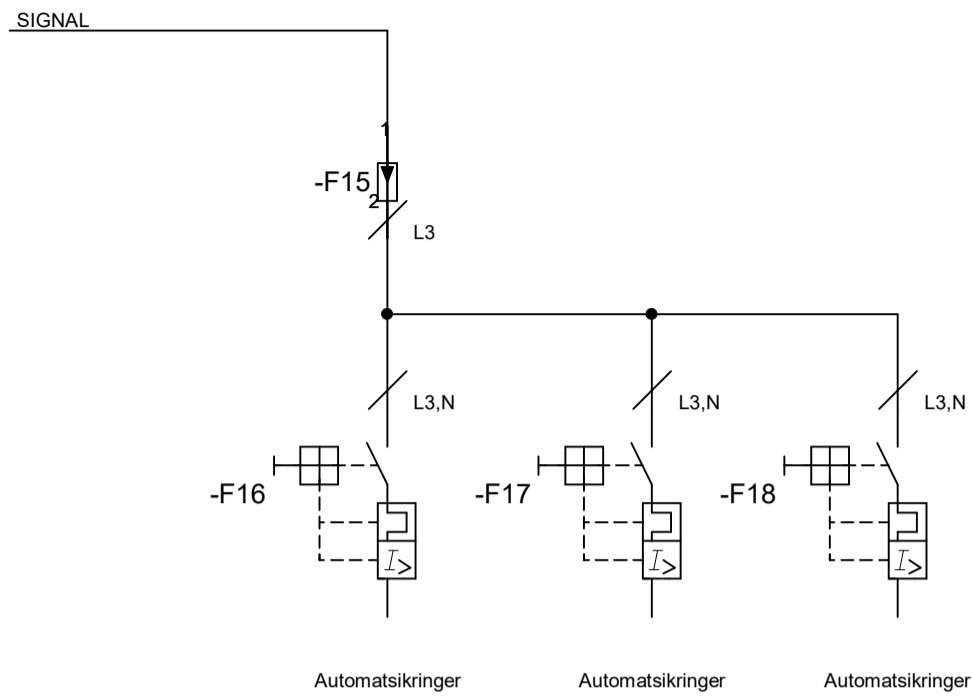 SIGNAL
1
-F15
2
L3
L3,N
L3,N
L3,N
-F16
-F17
-F18
I>
I>
I>
Automatsikringer
Automatsikringer
Automatsikringer